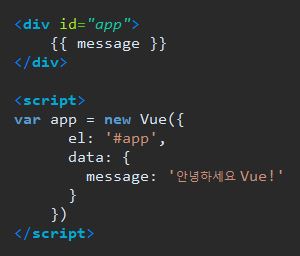 <div id="app">
    {{ message }}
</div>

<script>
var app = new Vue({
      el: '#app',
      data: {
        message: '안녕하세요 Vue!'
      }
    })
</script>